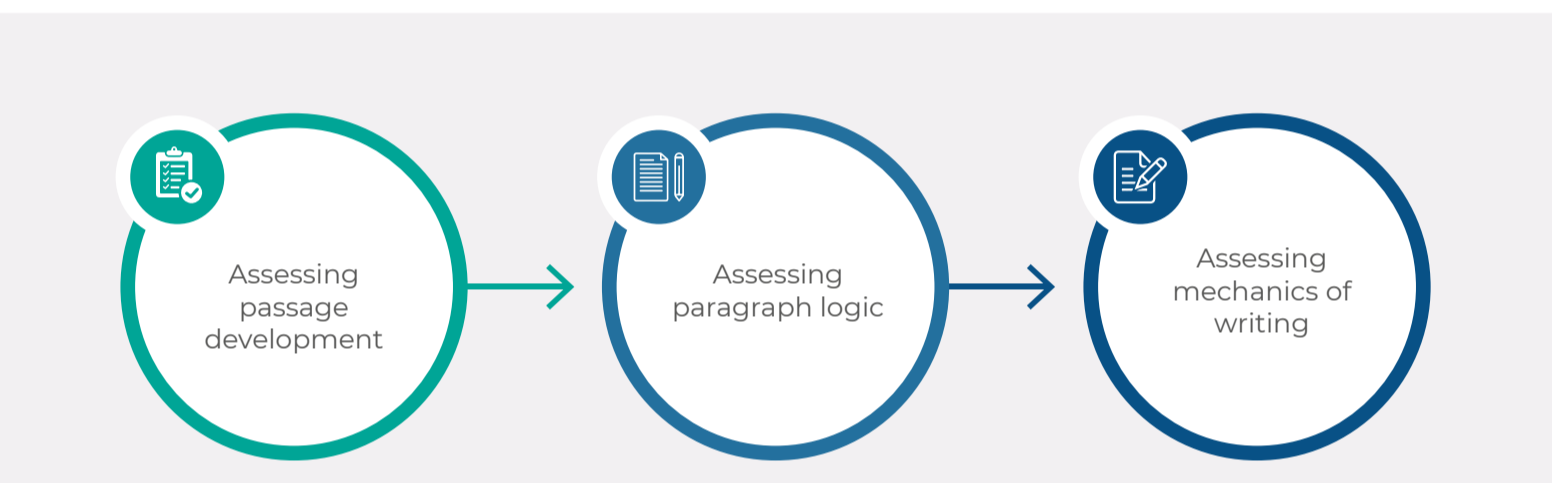 Assessing
passage
development
Assessing
paragraph logic
Assessing
mechanics of
writing